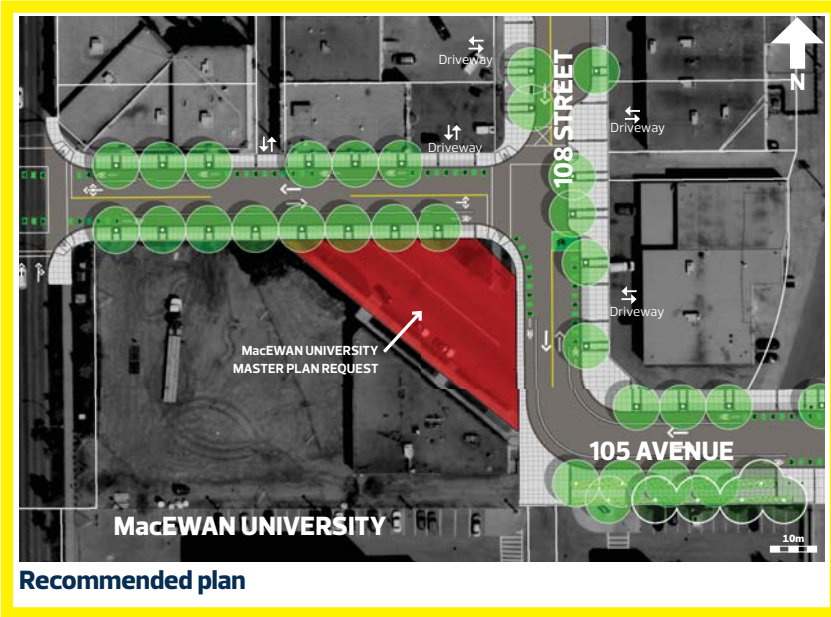 Driveway
108 STREET
N
Driveway
Driveway
Driveway
MacEWAN UNIVERSITY
MASTER PLAN REQUEST
105 AVENUE
MacEWAN UNIVERSITY
10m
Recommended plan